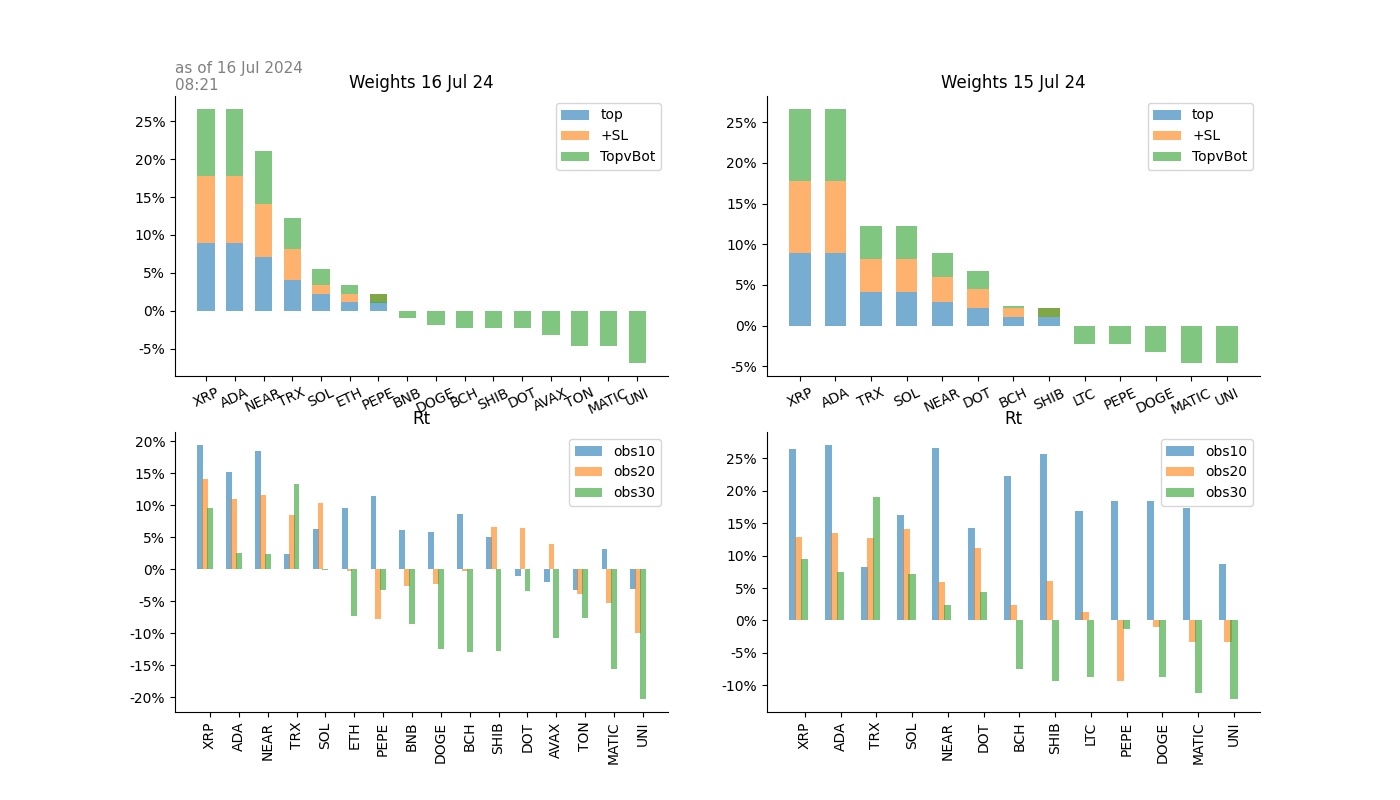 as of 16 Jul 2024
08:21
Weights 16 Jul 24
25%
20%
15%
10%
5%
0%
-5%
top
+SL
TopvBot
XRP ADA NEAR TRX SOL ETH PEPE BNB DOGE BCH SHIB DOT AVAX TON MATIC UNI
Weights 15 Jul 24
25%
20%
15%
10%
5%
0%
-5%
top
+SL
TopvBot
XRP ADA TRX SOL NEAR DOT BCH SHIB LTC PEPE DOGE MATIC UNI
Rt
20%
15%
10%
5%
0%
-5%
-10%
-15%
-20%
obs10
obs20
obs30
XRP ADA NEAR TRX SOL ETH PEPE BNB DOGE BCH SHIB DOT AVAX TON MATIC UNI
Rt
25%
20%
15%
10%
5%
0%
-5%
-10%
obs10
obs20
obs30
XRP ADA TRX SOL NEAR DOT BCH SHIB LTC PEPE DOGE MATIC UNI